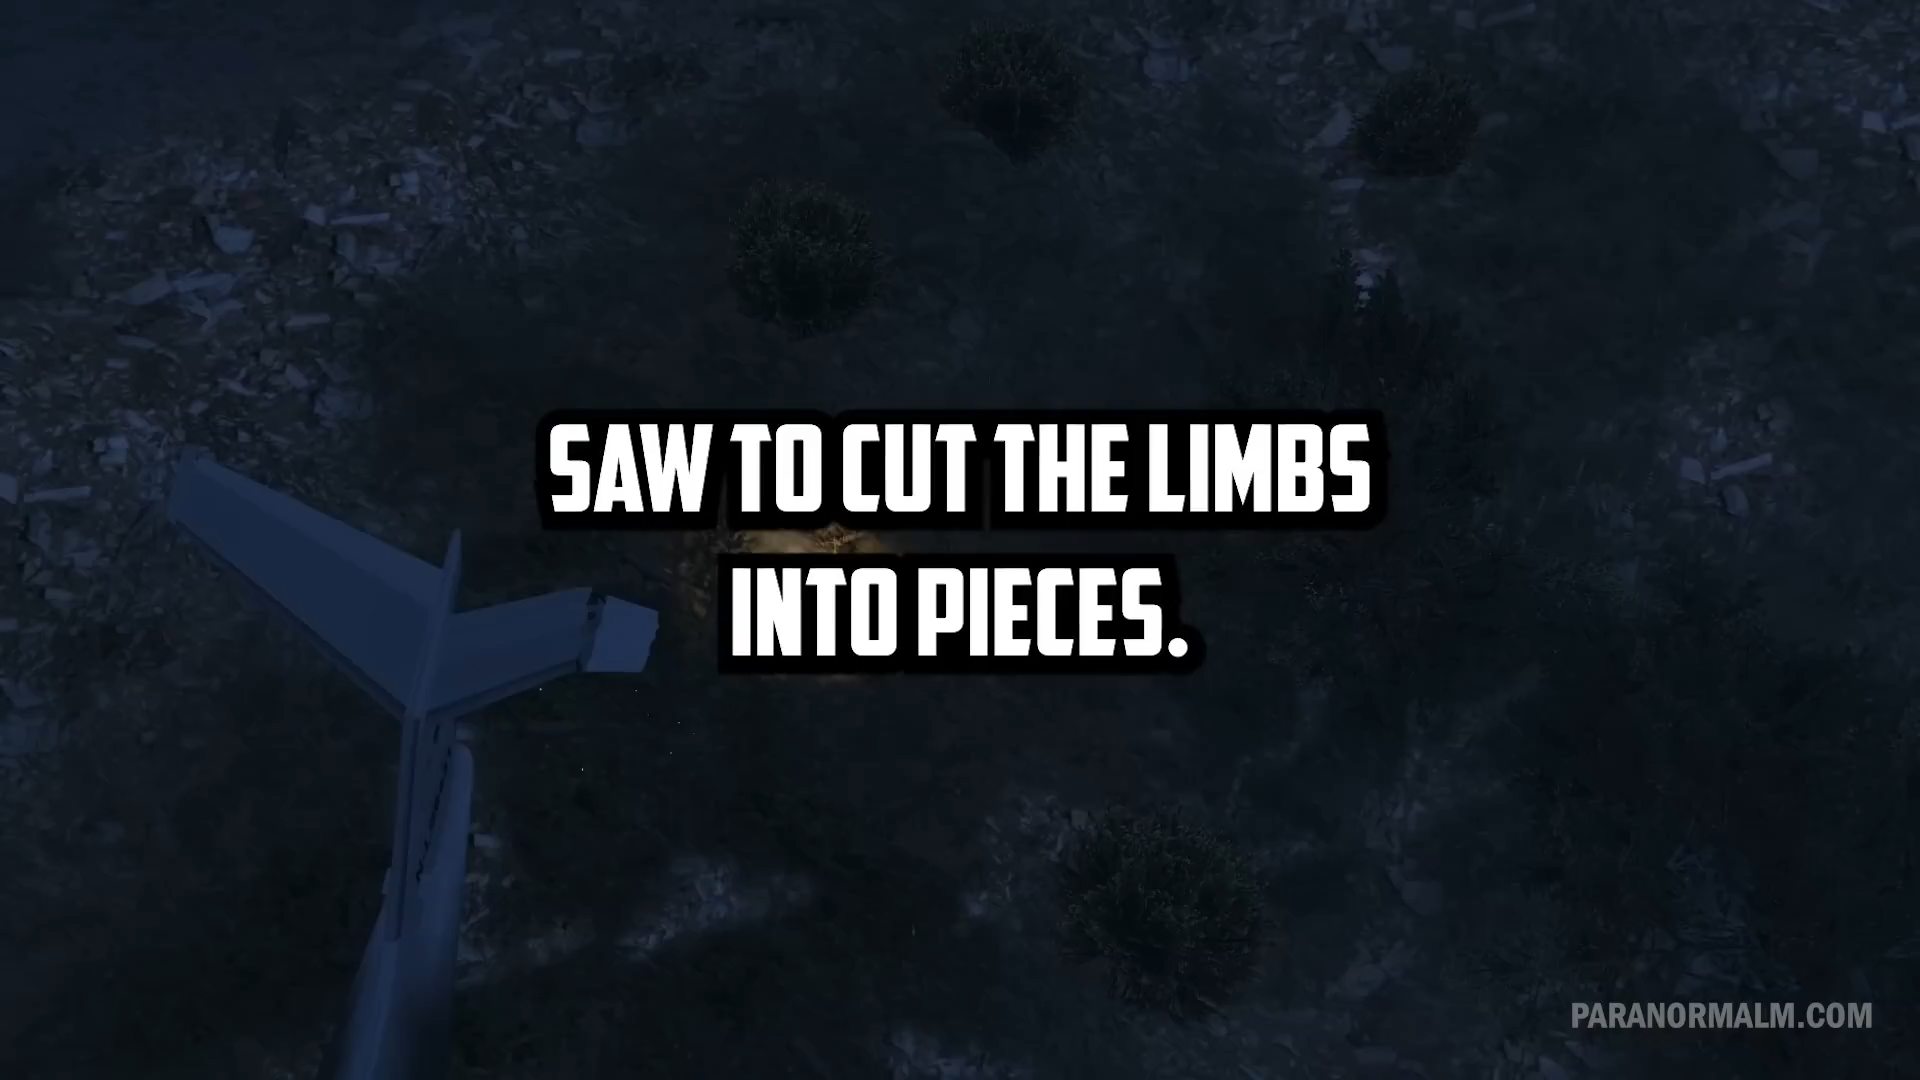 SAW TO CUT THE LIMBS
INTO PIECES.
PARANORMALM.COM